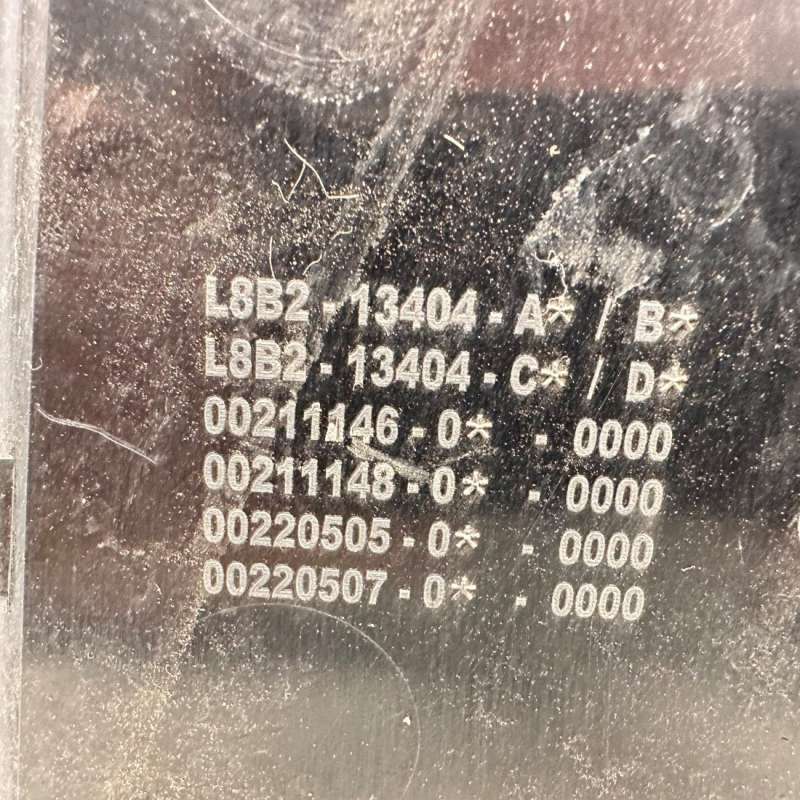 L8B2 - 13404 - A* / B*
L8B2 - 13404 - C* / D*
00211146 - 0* - 0000
00211148 - 0* - 0000
00220505 - 0* - 0000
00220507 - 0* - 0000